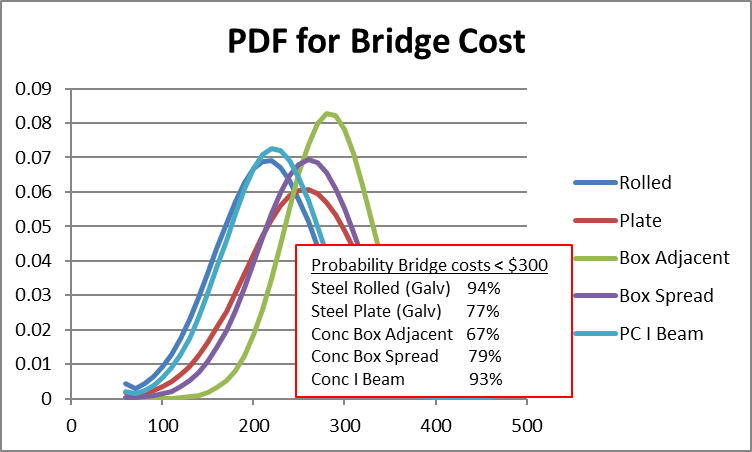 PDF for Bridge Cost
0.09
0.08
0.07
0.06
0.05
0.04
0.03
0.02
0.01
0
0 100 200 300 400 500
Rolled
Plate
Box Adjacent
Box Spread
PC I Beam
Probability Bridge costs < $300
Steel Rolled (Galv) 94%
Steel Plate (Galv) 77%
Conc Box Adjacent 67%
Conc Box Spread 79%
Conc I Beam 93%